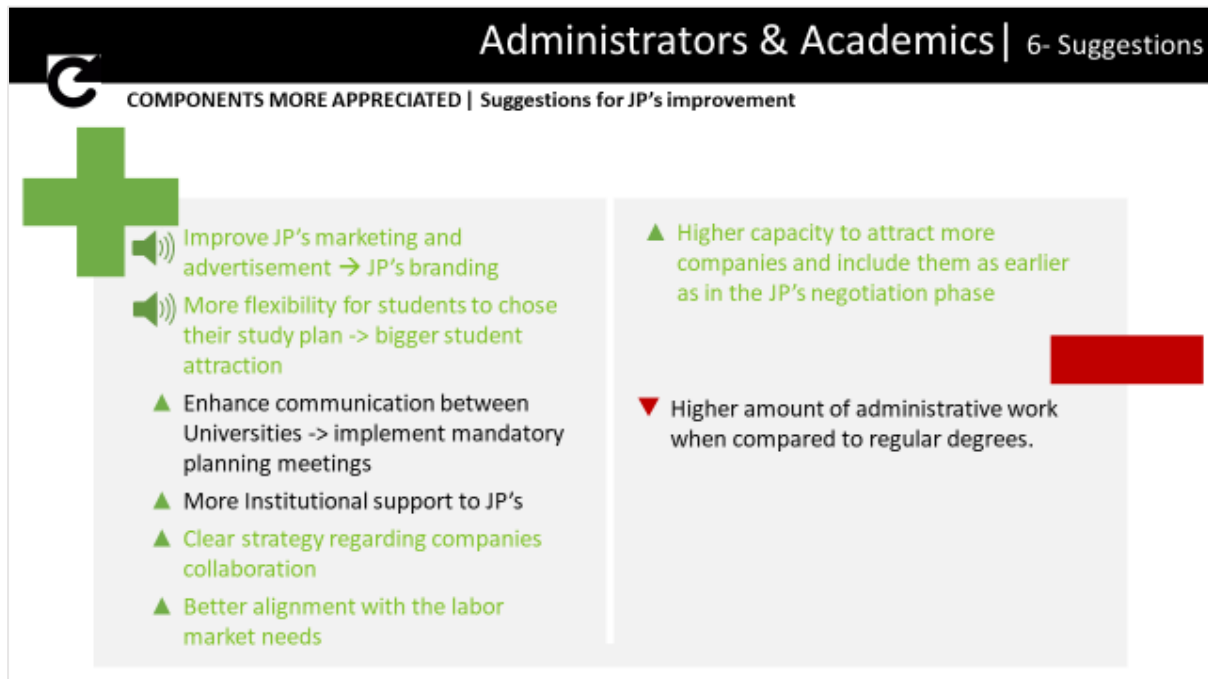 Administrators & Academics| 6- Suggestions
COMPONENTS MORE APPRECIATED | Suggestions for JP's improvement
Improve JP's marketing and
advertisement → JP's branding
More flexibility for students to chose
their study plan -> bigger student
attraction
▲ Enhance communication between
Universities -> implement mandatory
planning meetings
▲ More Institutional support to JP's
▲ Clear strategy regarding companies
collaboration
▲ Better alignment with the labor
market needs
▲ Higher capacity to attract more
companies and include them as earlier
as in the JP's negotiation phase
▼ Higher amount of administrative work
when compared to regular degrees.